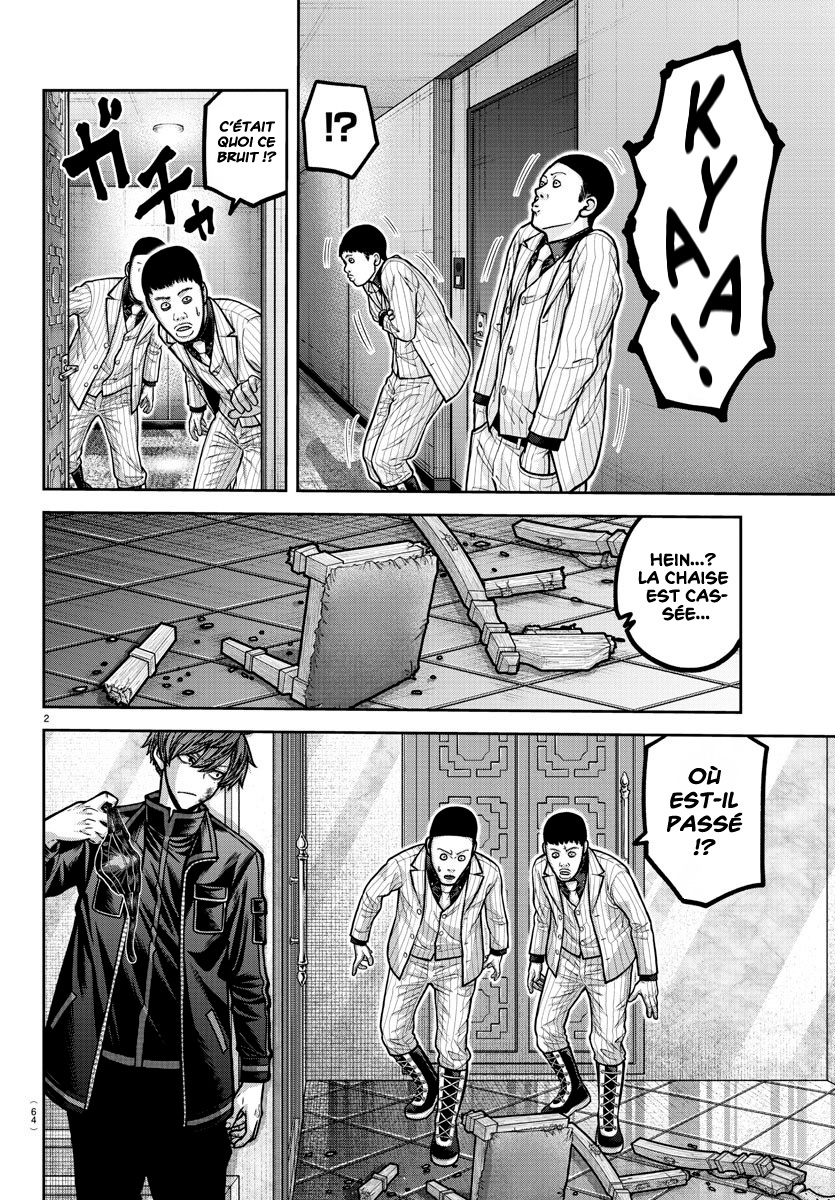 KYAA!
!?
C'ÉTAIT
QUOI CE
BRUIT !?
ガチャ
HEIN...?
LA CHAISE
EST CAS-
SÉE...
2
OÙ
EST-IL
PASSÉ
!?
(64)